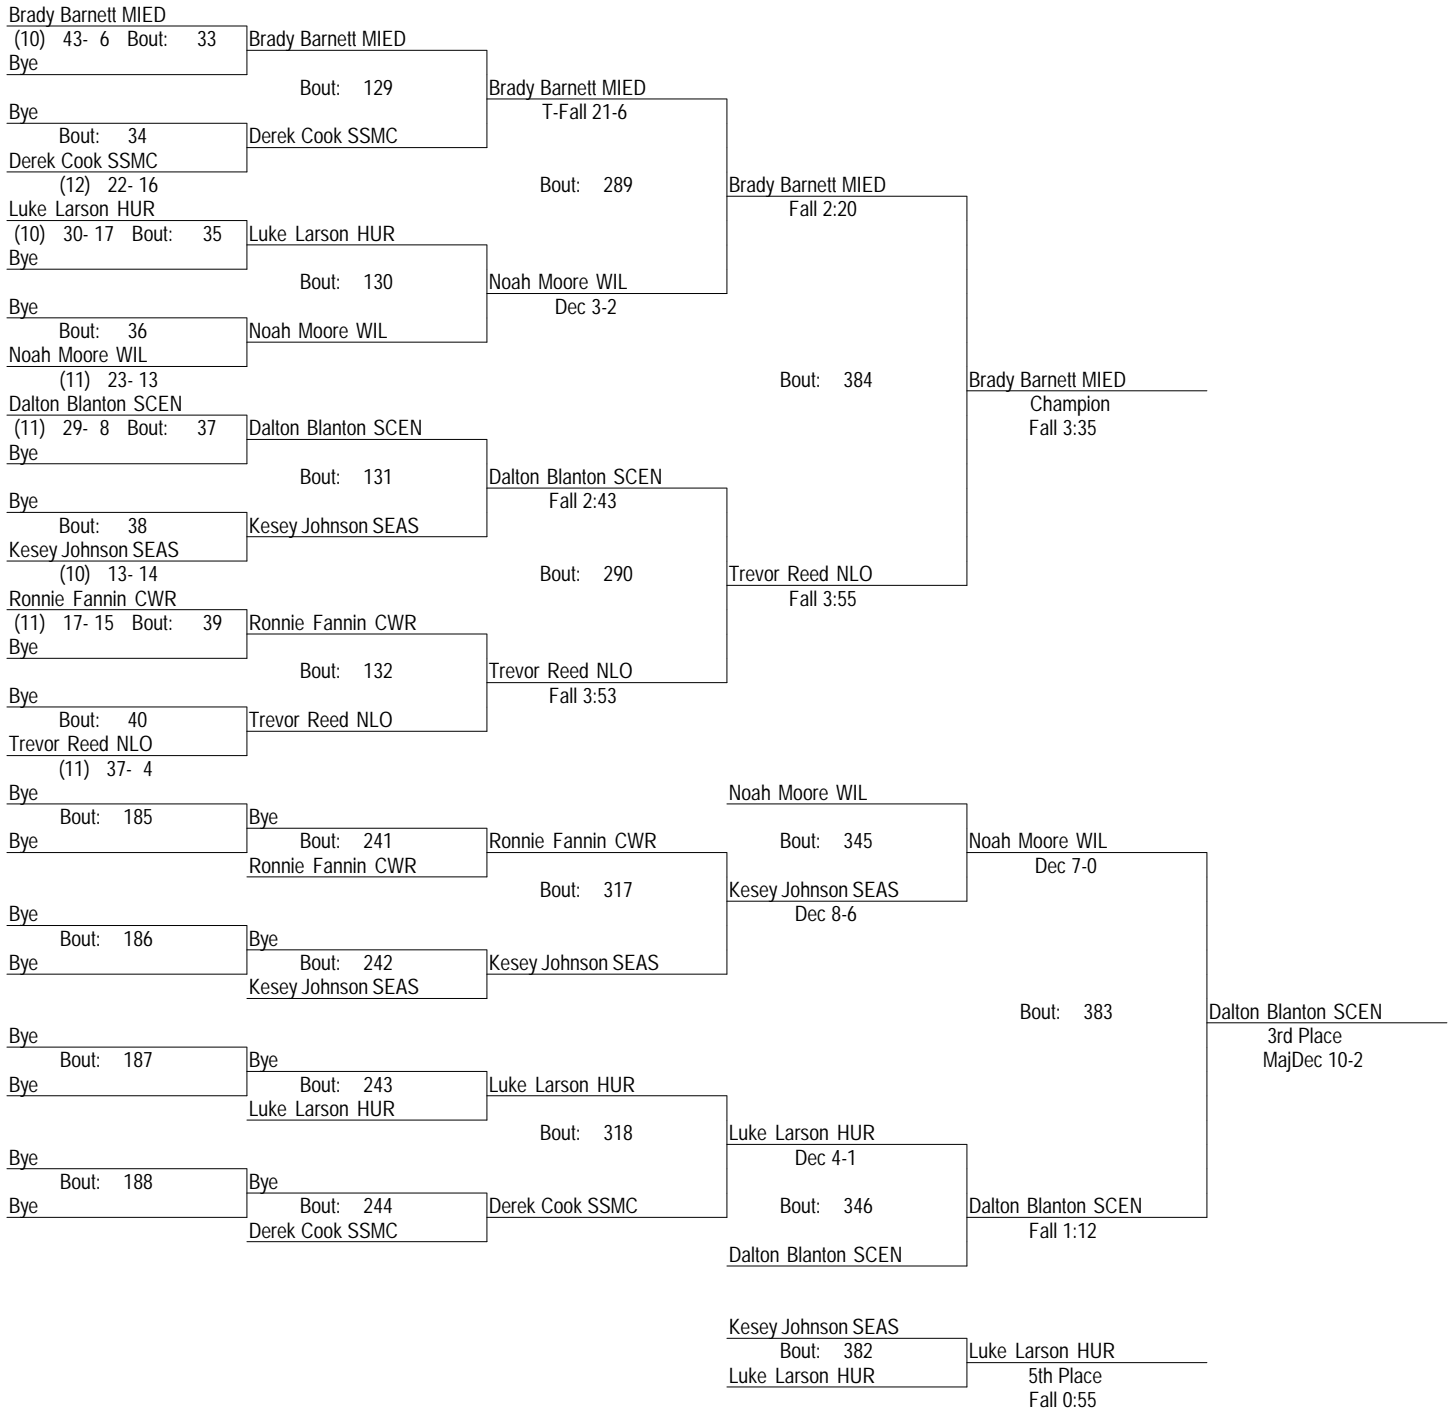 Brady Barnett MIED
(10) 43- 6 Bout: 33 Brady Barnett MIED
Bye
Bout: 129 Brady Barnett MIED
Bye T-Fall 21-6
Bout: 34 Derek Cook SSMC
Derek Cook SSMC
(12) 22- 16 Bout: 289 Brady Barnett MIED
Luke Larson HUR Fall 2:20
(10) 30- 17 Bout: 35 Luke Larson HUR
Bye
Bout: 130 Noah Moore WIL
Bye Dec 3-2
Bout: 36 Noah Moore WIL
Noah Moore WIL
(11) 23- 13 Bout: 384 Brady Barnett MIED
Dalton Blanton SCEN Champion
(11) 29- 8 Bout: 37 Dalton Blanton SCEN Fall 3:35
Bye
Bout: 131 Dalton Blanton SCEN
Bye Fall 2:43
Bout: 38 Kesey Johnson SEAS
Kesey Johnson SEAS
(10) 13- 14 Bout: 290 Trevor Reed NLO
Ronnie Fannin CWR Fall 3:55
(11) 17- 15 Bout: 39 Ronnie Fannin CWR
Bye
Bout: 132 Trevor Reed NLO
Bye Fall 3:53
Bout: 40 Trevor Reed NLO
Trevor Reed NLO
(11) 37- 4
Bye Noah Moore WIL
Bout: 185 Bye
Bye Bout: 241 Ronnie Fannin CWR Bout: 345 Noah Moore WIL
Ronnie Fannin CWR Dec 7-0
Bout: 317 Kesey Johnson SEAS
Bye Dec 8-6
Bout: 186 Bye
Bye Bout: 242 Kesey Johnson SEAS
Kesey Johnson SEAS
Bout: 383 Dalton Blanton SCEN
Bye 3rd Place
Bout: 187 Bye MajDec 10-2
Bye Bout: 243 Luke Larson HUR
Luke Larson HUR
Bout: 318 Luke Larson HUR
Bye Dec 4-1
Bout: 188 Bye
Bye Bout: 244 Derek Cook SSMC Bout: 346 Dalton Blanton SCEN
Derek Cook SSMC Fall 1:12
Dalton Blanton SCEN
Kesey Johnson SEAS
Bout: 382 Luke Larson HUR
Luke Larson HUR 5th Place
Fall 0:55